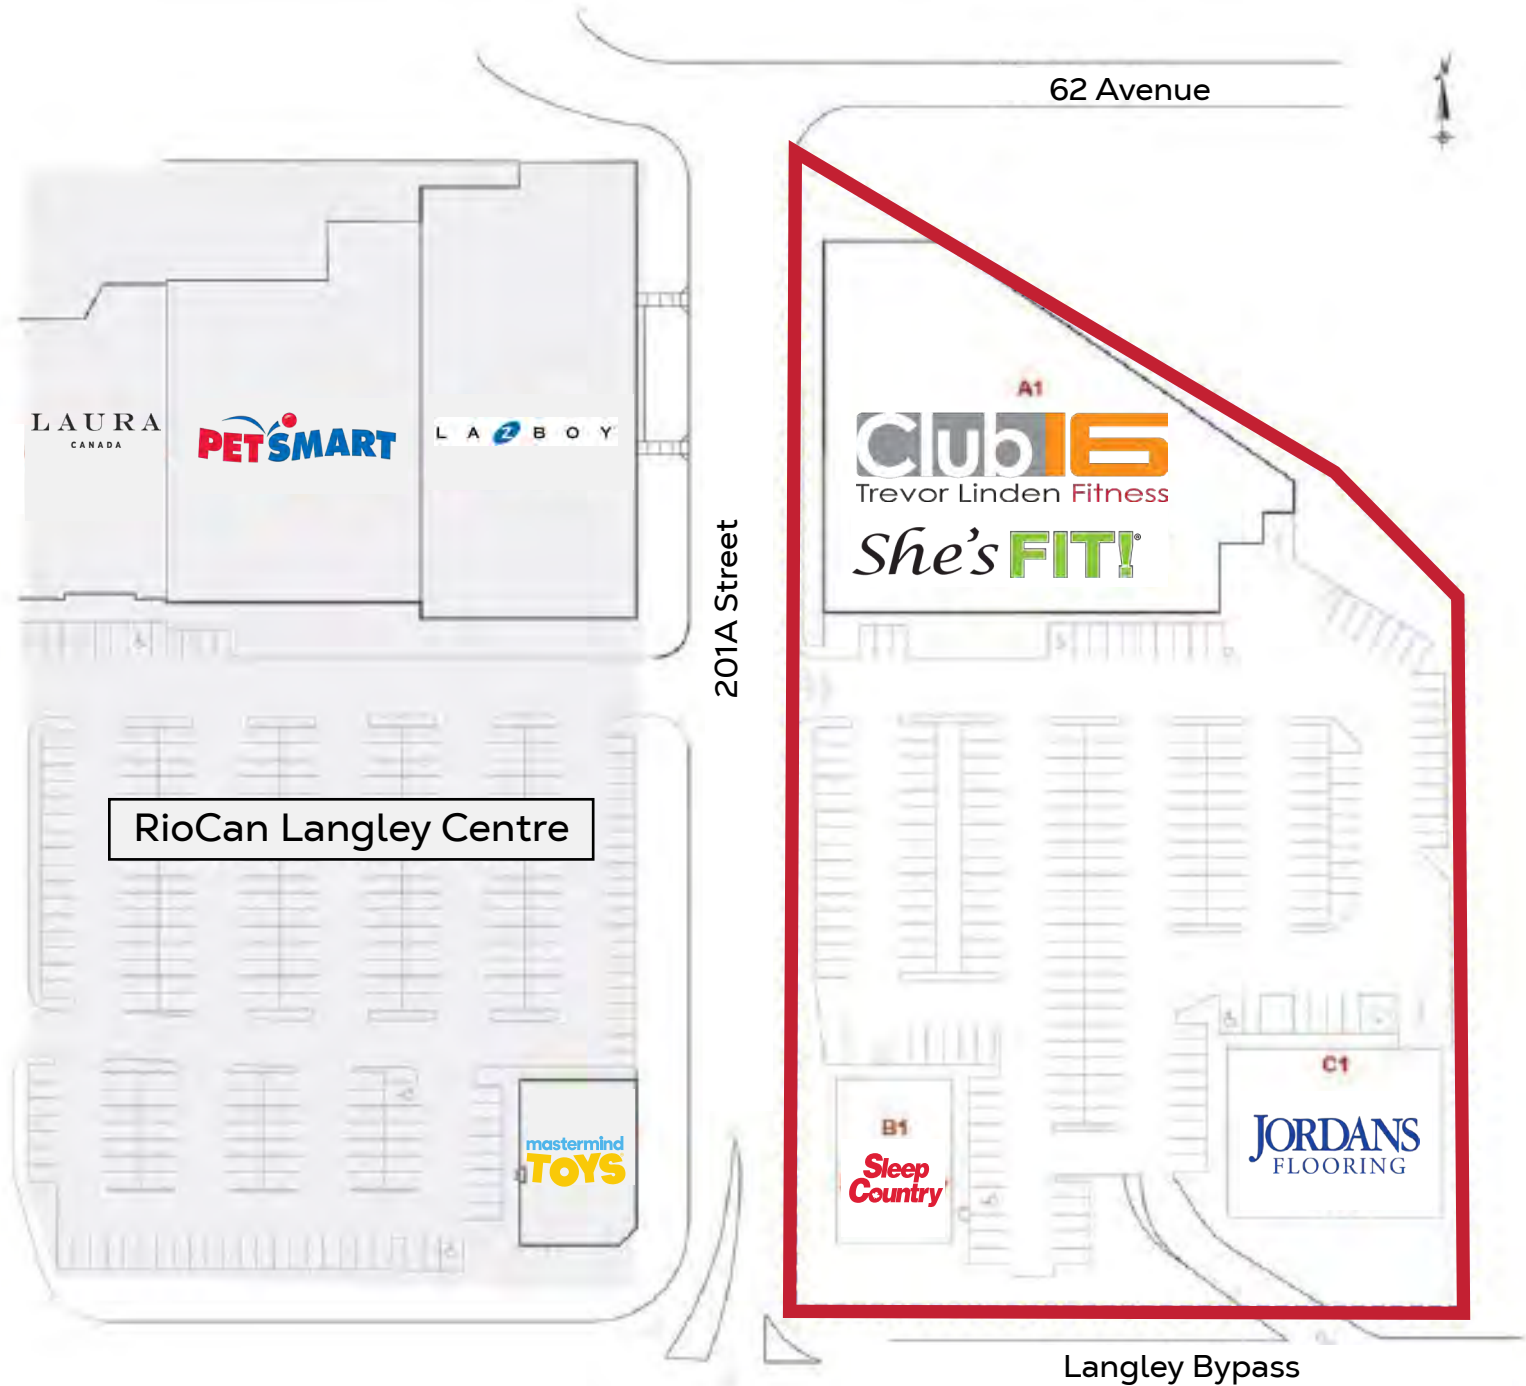 62 Avenue
N
A1
LAURA
CANADA
PETSMART
LAZBOY
Club16
Trevor Linden Fitness
She's FIT!®
201A Street
RioCan Langley Centre
C1
B1
mastermind
TOYS
JORDANS
FLOORING
Sleep
Country
Langley Bypass